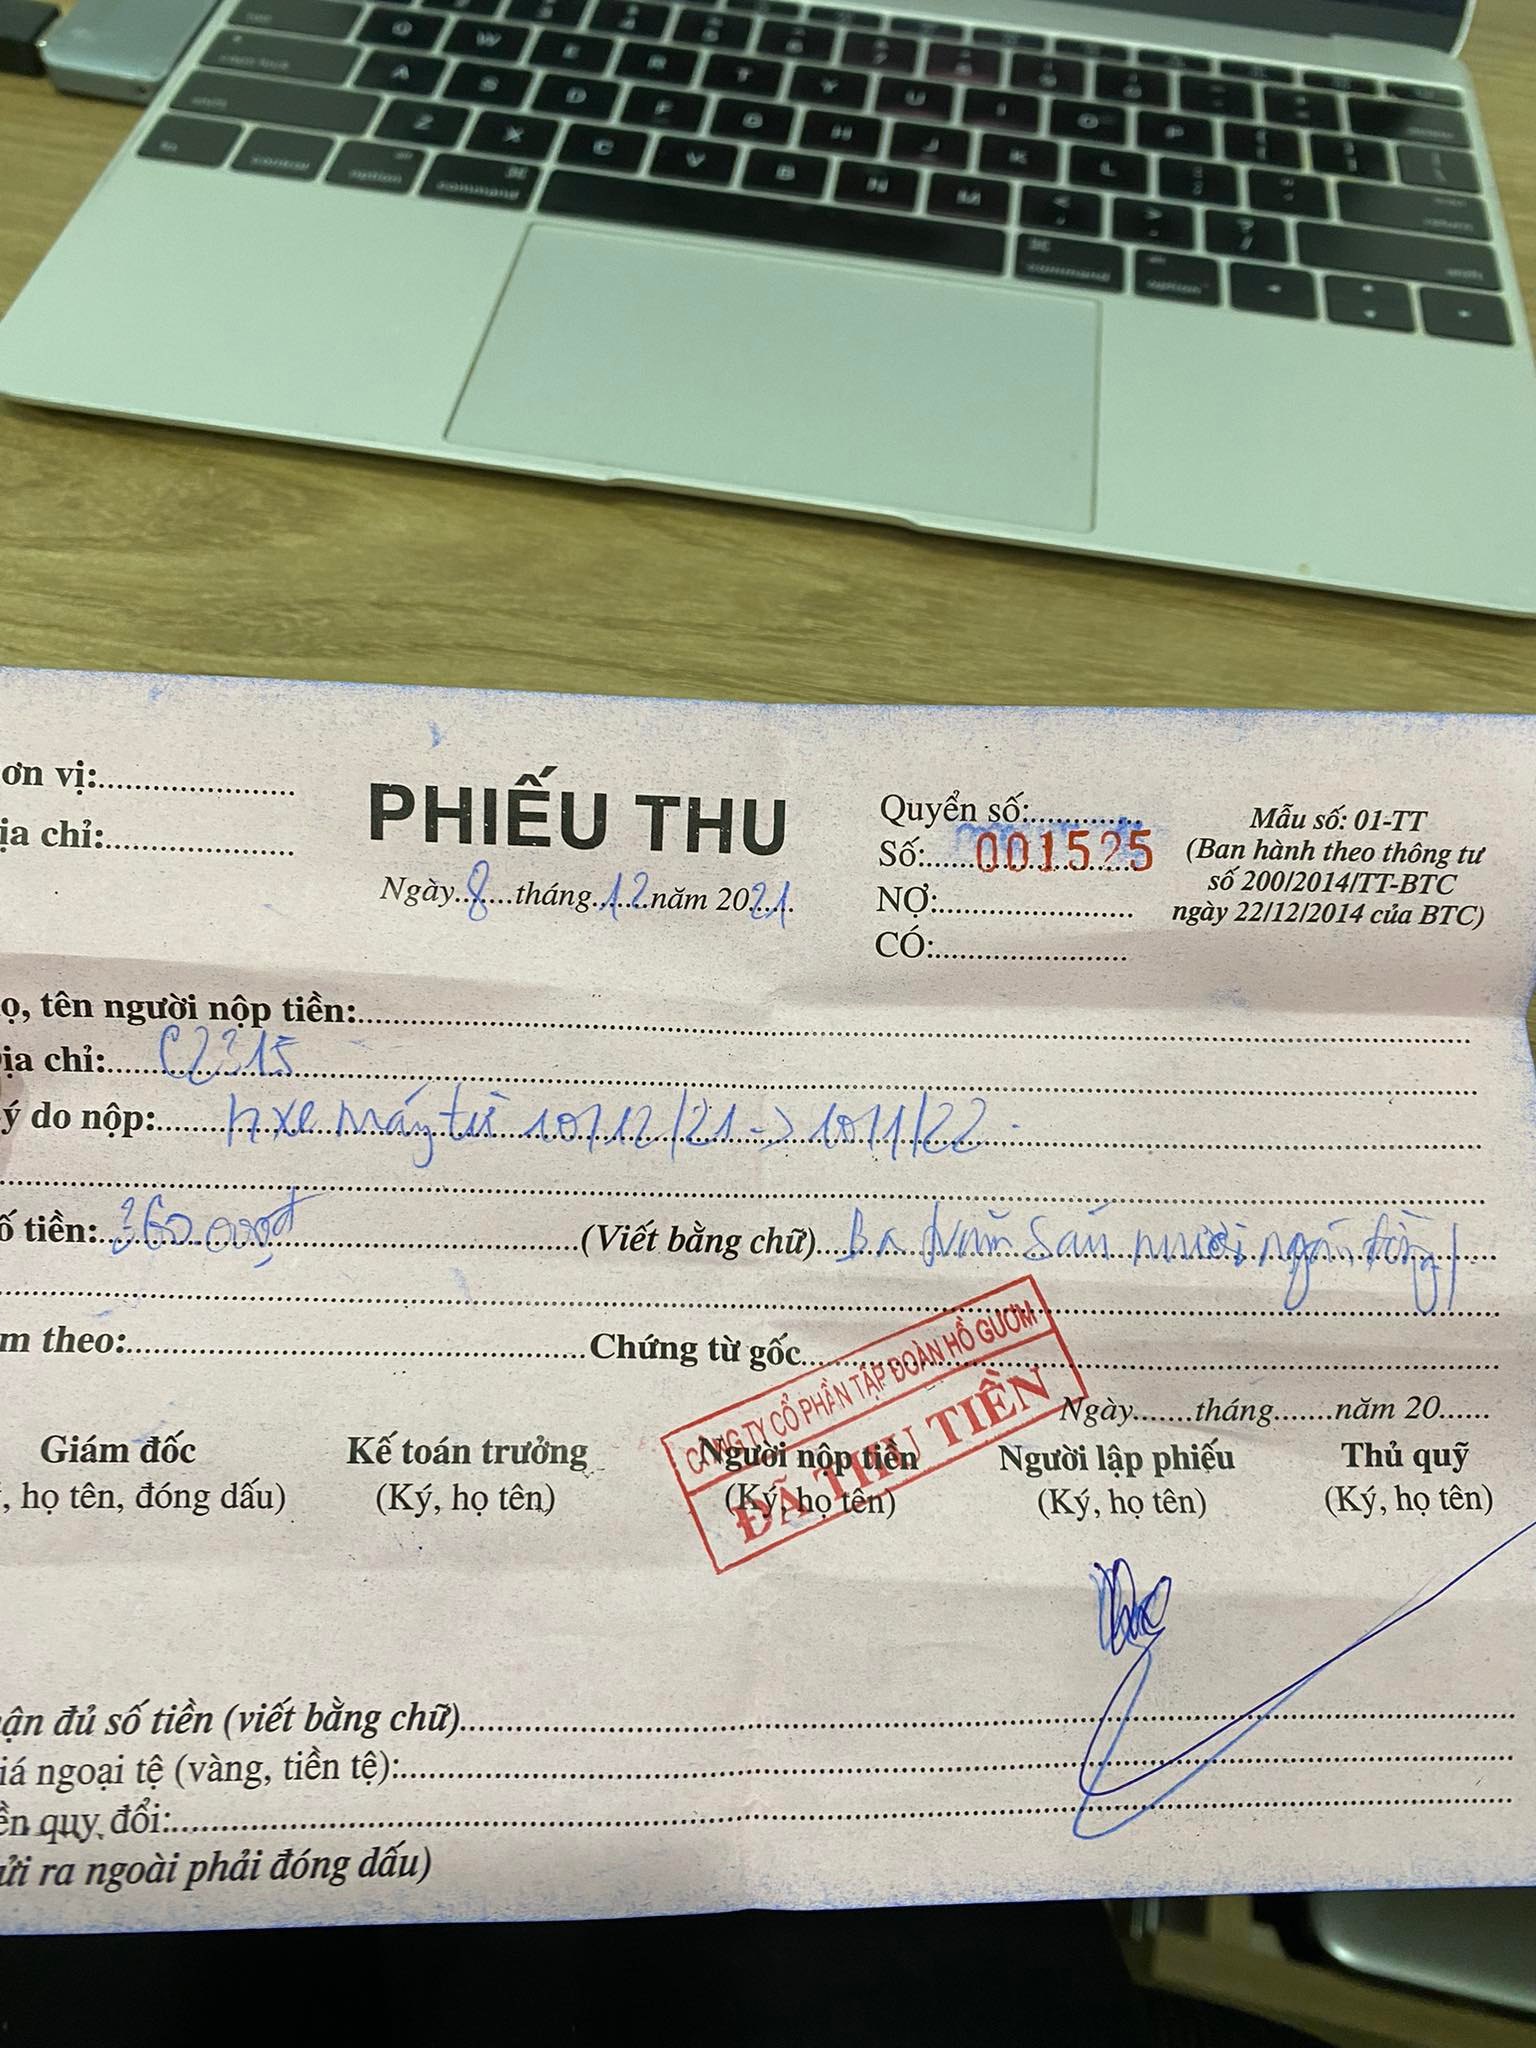 ơn vị:
ịa chỉ:
PHIẾU THU
Ngày 8 tháng 12 năm 2021
Quyển số:
Số: 001525
NỢ:
CÓ:
Mẫu số: 01-TT
(Ban hành theo thông tư
số 200/2014/TT-BTC
ngày 22/12/2014 của BTC)
ọ, tên người nộp tiền:
ịa chỉ: C2315
ý do nộp: xe máy từ 10/12/21 -> 10/1/22
ố tiền: 360.000đ (Viết bằng chữ) Ba trăm sáu mươi ngàn đồng/
m theo: Chứng từ gốc
CÔNG TY CỔ PHẦN TẬP ĐOÀN HỒ GƯƠM
ĐÃ THU TIỀN
Ngày tháng năm 20
Giám đốc Kế toán trưởng Người nộp tiền Người lập phiếu Thủ quỹ
, họ tên, đóng dấu) (Ký, họ tên) (Ký, họ tên) (Ký, họ tên) (Ký, họ tên)
ận đủ số tiền (viết bằng chữ)
iá ngoại tệ (vàng, tiền tệ):
ền quy đổi:
ửi ra ngoài phải đóng dấu)